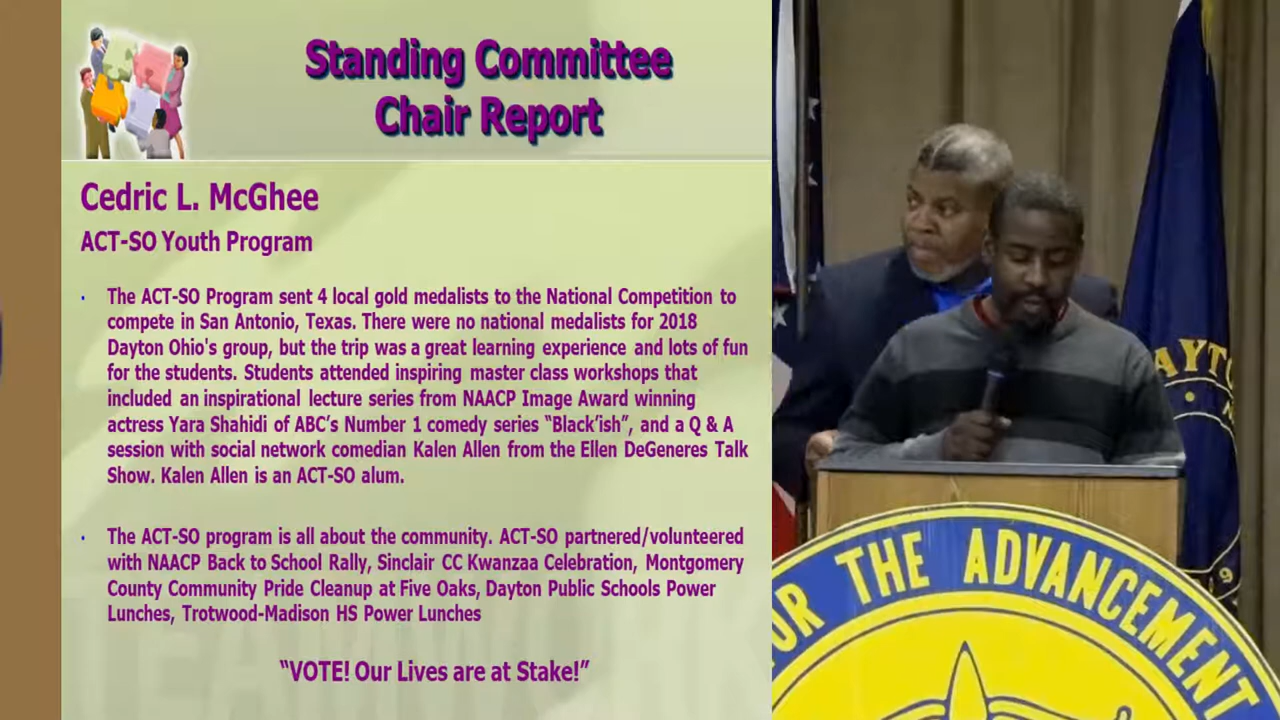 Standing Committee
Chair Report
Cedric L. McGhee
ACT-SO Youth Program
· The ACT-SO Program sent 4 local gold medalists to the National Competition to
compete in San Antonio, Texas. There were no national medalists for 2018
Dayton Ohio's group, but the trip was a great learning experience and lots of fun
for the students. Students attended inspiring master class workshops that
included an inspirational lecture series from NAACP Image Award winning
actress Yara Shahidi of ABC’s Number 1 comedy series “Black’ish”, and a Q & A
session with social network comedian Kalen Allen from the Ellen DeGeneres Talk
Show. Kalen Allen is an ACT-SO alum.
· The ACT-SO program is all about the community. ACT-SO partnered/volunteered
with NAACP Back to School Rally, Sinclair CC Kwanzaa Celebration, Montgomery
County Community Pride Cleanup at Five Oaks, Dayton Public Schools Power
Lunches, Trotwood-Madison HS Power Lunches
“VOTE! Our Lives are at Stake!”
TEAMWORK
THE ADVANCEMENT